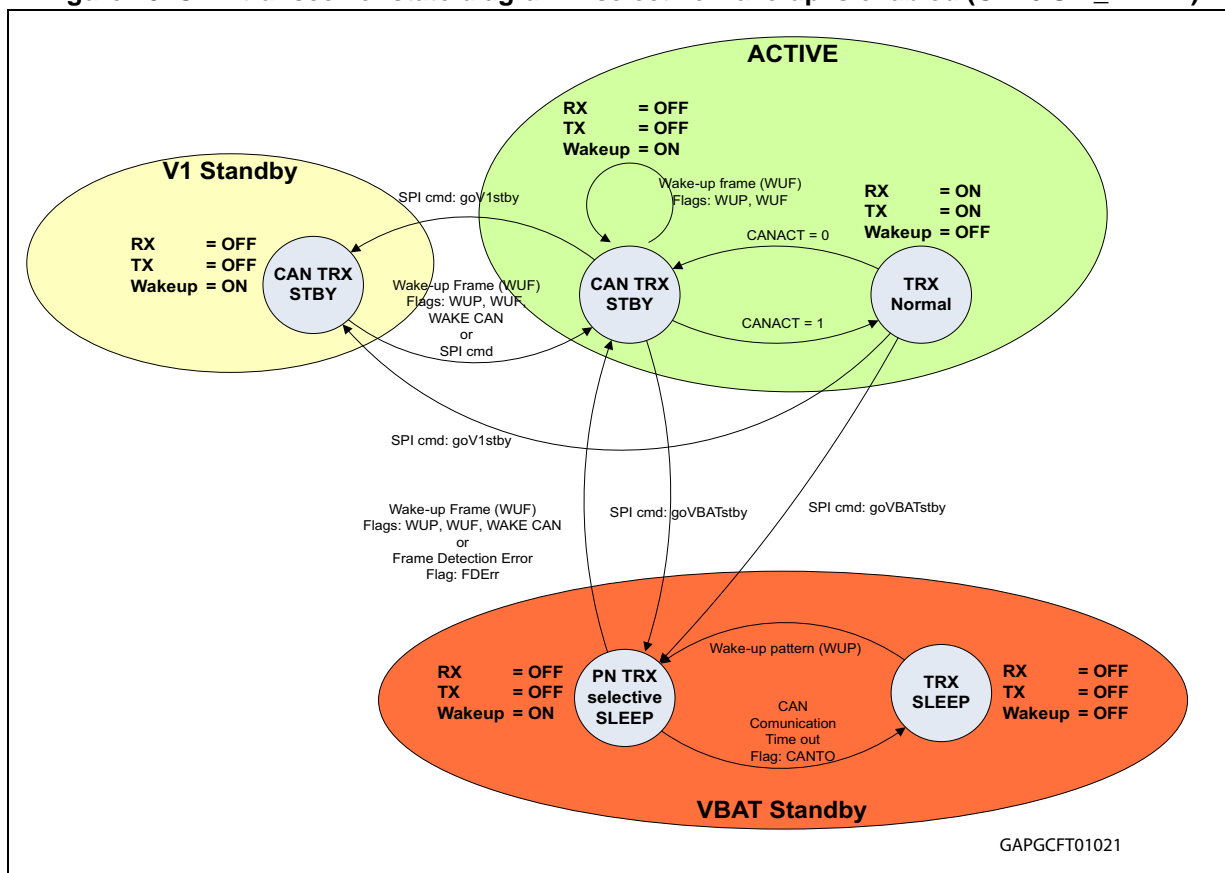 ACTIVE
RX = OFF
TX = OFF
Wakeup = ON
V1 Standby
SPI cmd: goV1stby
Wake-up frame (WUF)
Flags: WUP, WUF
RX = ON
TX = ON
Wakeup = OFF
RX = OFF
TX = OFF
Wakeup = ON
CAN TRX
STBY
CANACT = 0
CAN TRX
STBY
TRX
Normal
Wake-up Frame (WUF)
Flags: WUP, WUF,
WAKE CAN
or
SPI cmd
CANACT = 1
SPI cmd: goV1stby
Wake-up Frame (WUF)
Flags: WUP, WUF, WAKE CAN
or
Frame Detection Error
Flag: FDErr
SPI cmd: goVBATstby
SPI cmd: goVBATstby
Wake-up pattern (WUP)
RX = OFF
TX = OFF
Wakeup = ON
PN TRX
selective
SLEEP
TRX
SLEEP
RX = OFF
TX = OFF
Wakeup = OFF
CAN
Comunication
Time out
Flag: CANTO
VBAT Standby
GAPGCFT01021